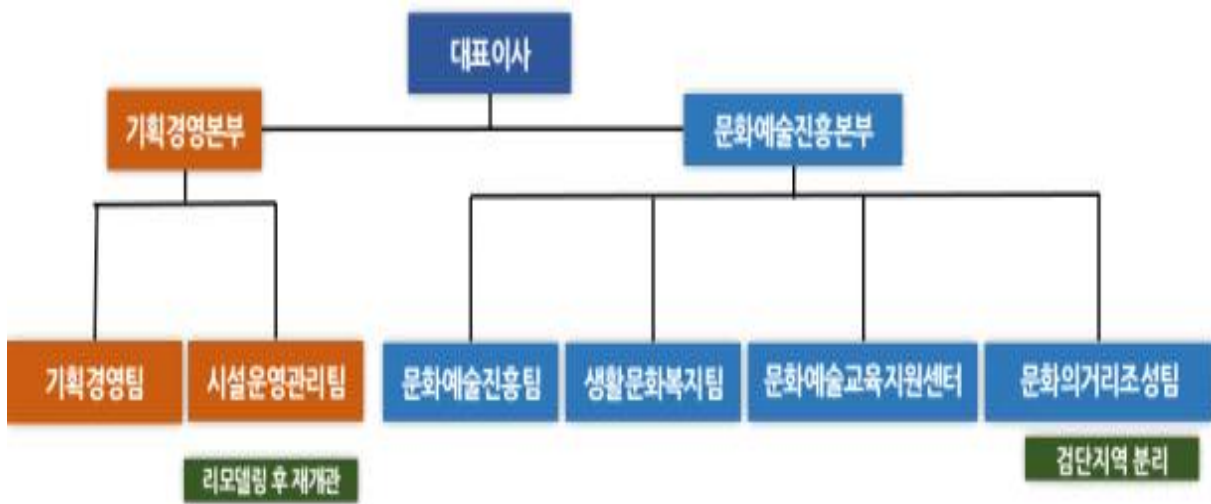 대표이사
기획경영본부
문화예술진흥본부
기획경영팀
시설운영관리팀
문화예술진흥팀
생활문화복지팀
문화예술교육지원센터
문화의거리조성팀
리모델링 후 재개관
검단지역 분리